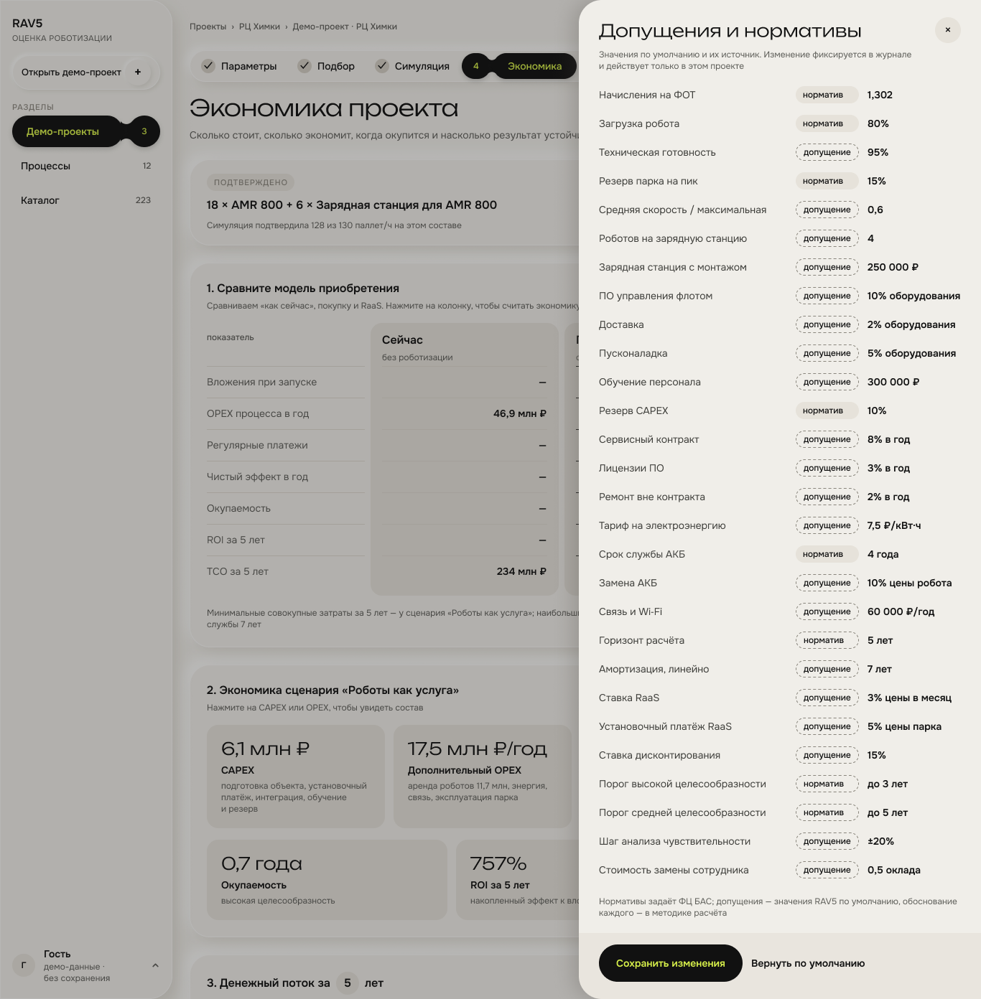 RAV5
ОЦЕНКА РОБОТИЗАЦИИ
Открыть демо-проект +
РАЗДЕЛЫ
Демо-проекты 3
Процессы 12
Каталог 223
Г
Гость
демо-данные ·
без сохранения
Проекты › РЦ Химки › Демо-проект · РЦ Химки
Параметры Подбор Симуляция 4 Экономика
Экономика проекта
Сколько стоит, сколько экономит, когда окупится и насколько результат
ПОДТВЕРЖДЕНО
18 × AMR 800 + 6 × Зарядная станция для AMR 800
Симуляция подтвердила 128 из 130 паллет/ч на этом составе
1. Сравните модель приобретения
Сравниваем «как сейчас», покупку и RaaS. Нажмите на колонку, чтобы считать экономику
показатель
Сейчас
без роботизации
Вложения при запуске —
OPEX процесса в год 46,9 млн ₽
Регулярные платежи —
Чистый эффект в год —
Окупаемость —
ROI за 5 лет —
TCO за 5 лет 234 млн ₽
Минимальные совокупные затраты за 5 лет — у сценария «Роботы как услуга»;
службы 7 лет
2. Экономика сценария «Роботы как услуга»
Нажмите на CAPEX или OPEX, чтобы увидеть состав
6,1 млн ₽
CAPEX
подготовка объекта, установочный
платёж, интеграция, обучение
и резерв
17,5 млн ₽/год
Дополнительный OPEX
аренда роботов 11,7 млн, энергия,
связь, эксплуатация парка
0,7 года
Окупаемость
высокая целесообразность
757%
ROI за 5 лет
накопленный эффект к
3. Денежный поток за 5 лет
Допущения и нормативы ×
Значения по умолчанию и их источник. Изменение фиксируется в журнале
и действует только в этом проекте
Начисления на ФОТ норматив 1,302
Загрузка робота норматив 80%
Техническая готовность допущение 95%
Резерв парка на пик норматив 15%
Средняя скорость / максимальная допущение 0,6
Роботов на зарядную станцию допущение 4
Зарядная станция с монтажом допущение 250 000 ₽
ПО управления флотом допущение 10% оборудования
Доставка допущение 2% оборудования
Пусконаладка допущение 5% оборудования
Обучение персонала допущение 300 000 ₽
Резерв CAPEX норматив 10%
Сервисный контракт допущение 8% в год
Лицензии ПО допущение 3% в год
Ремонт вне контракта допущение 2% в год
Тариф на электроэнергию допущение 7,5 ₽/кВт·ч
Срок службы АКБ норматив 4 года
Замена АКБ допущение 10% цены робота
Связь и Wi-Fi допущение 60 000 ₽/год
Горизонт расчёта норматив 5 лет
Амортизация, линейно допущение 7 лет
Ставка RaaS допущение 3% цены в месяц
Установочный платёж RaaS допущение 5% цены парка
Ставка дисконтирования допущение 15%
Порог высокой целесообразности норматив до 3 лет
Порог средней целесообразности норматив до 5 лет
Шаг анализа чувствительности допущение ±20%
Стоимость замены сотрудника допущение 0,5 оклада
Нормативы задаёт ФЦ БАС; допущения — значения RAV5 по умолчанию, обоснование
каждого — в методике расчёта
Сохранить изменения Вернуть по умолчанию